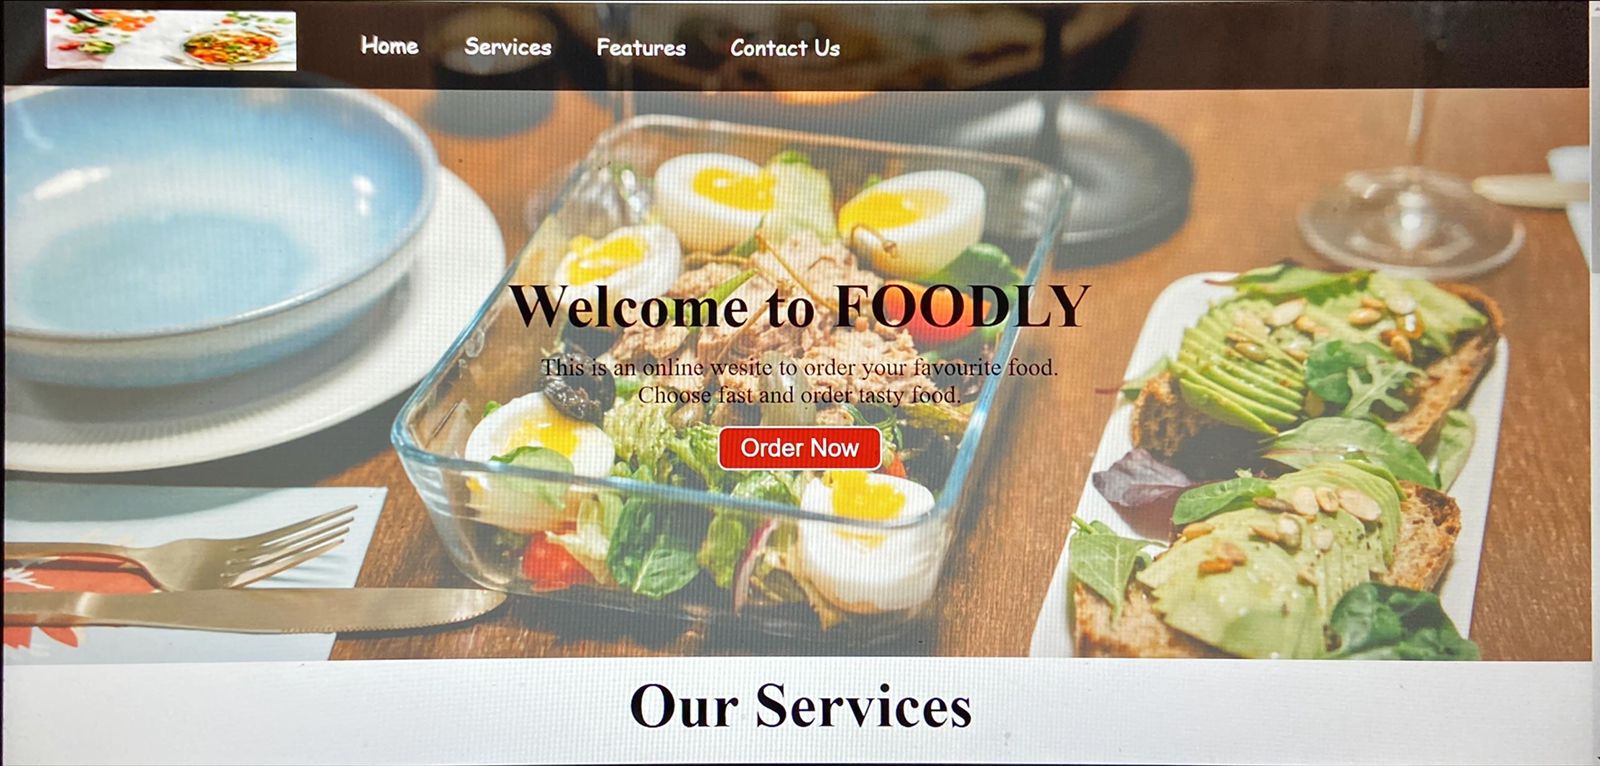 Home Services Features Contact Us
Welcome to FOODLY
This is an online wesite to order your favourite food.
Choose fast and order tasty food.
Order Now
Our Services